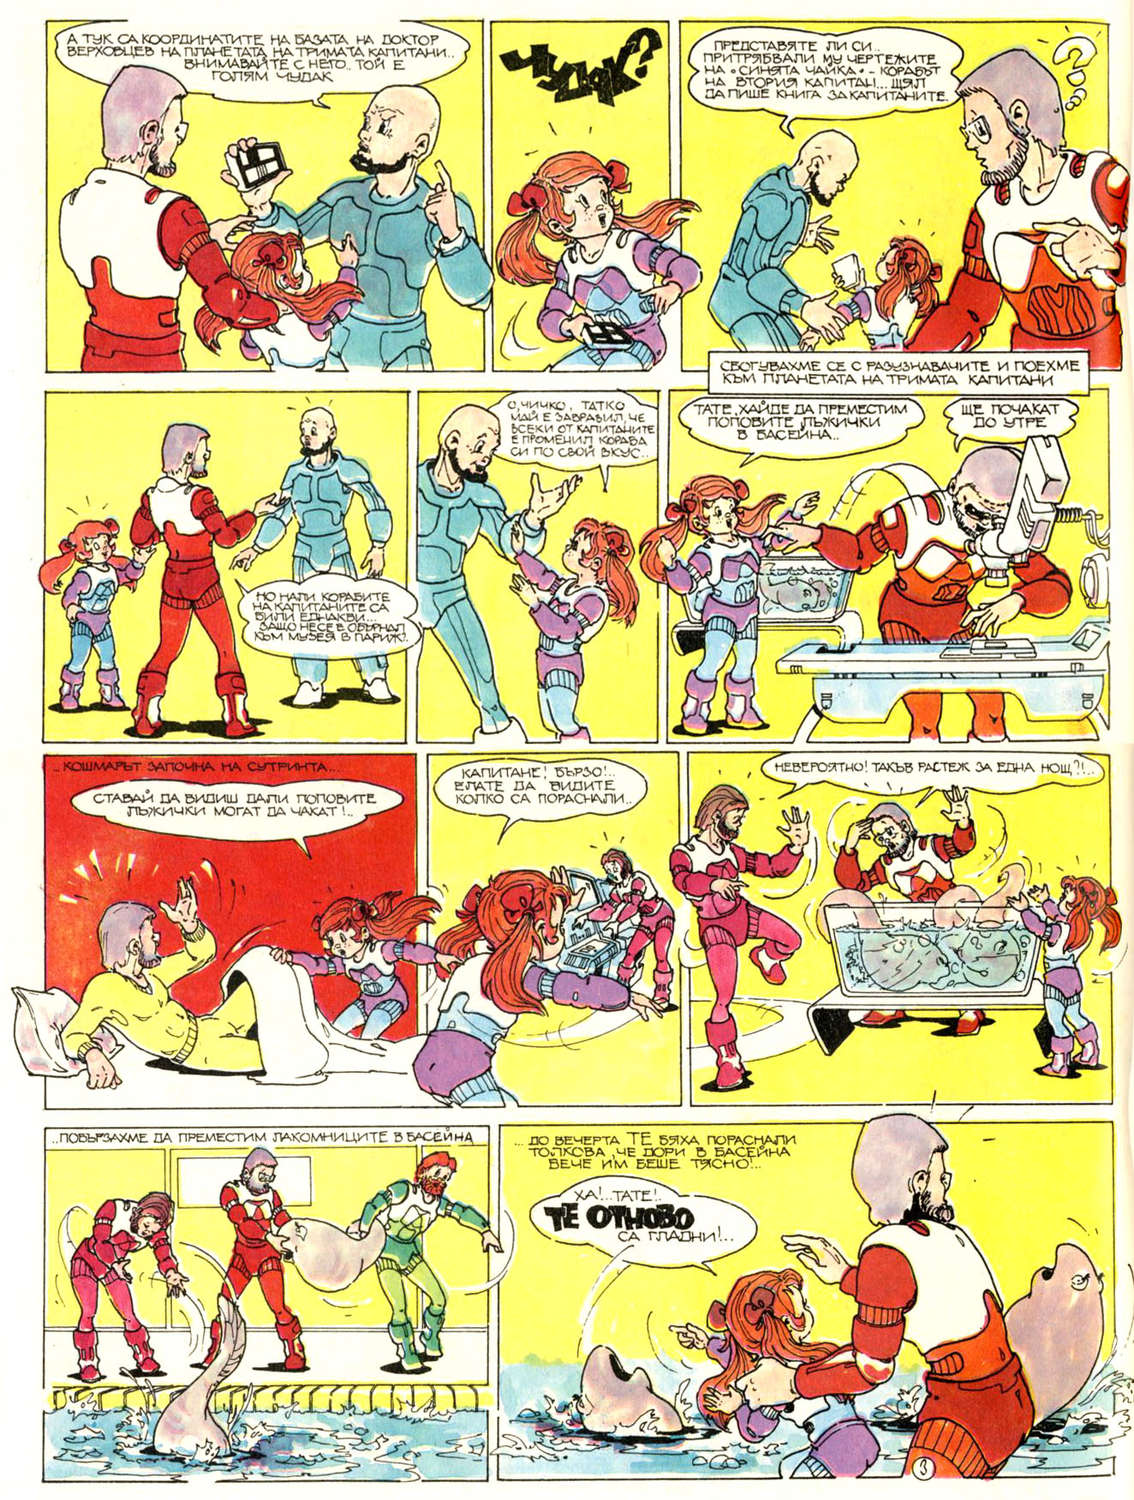 А ТУК СА КООРДИНАТИТЕ НА БАЗАТА НА ДОКТОР
ВЕРХОВЦЕВ НА ПЛАНЕТАТА НА ТРИМАТА КАПИТАНИ..
ВНИМАВАЙТЕ С НЕГО.. ТОЙ Е
ГОЛЯМ ЧУДАК
ЧУДАК?
ПРЕДСТАВЯТЕ ЛИ СИ..
ПРИТРЯБВАЛИ МУ ЧЕРТЕЖИТЕ
НА «СИНЯТА ЧАЙКА» - КОРАБЪТ
НА ВТОРИЯ КАПИТАН... ЩЯЛ
ДА ПИШЕ КНИГА ЗА КАПИТАНИТЕ.
?
СБОГУВАХМЕ СЕ С РАЗУЗНАВАЧИТЕ И ПОЕХМЕ
КЪМ ПЛАНЕТАТА НА ТРИМАТА КАПИТАНИ
НО НАЛИ КОРАБИТЕ
НА КАПИТАНИТЕ СА
БИЛИ ЕДНАКВИ...
ЗАЩО НЕ СЕ Е ОБЪРНАЛ
КЪМ МУЗЕЯ В ПАРИЖ?.
О, ЧИЧКО, ТАТКО
МАЙ Е ЗАБРАВИЛ, ЧЕ
ВСЕКИ ОТ КАПИТАНИТЕ
Е ПРОМЕНИЛ КОРАБА
СИ ПО СВОЙ ВКУС..
ТАТЕ, ХАЙДЕ ДА ПРЕМЕСТИМ
ПОПОВИТЕ ЛЪЖИЧКИ
В БАСЕЙНА..
ЩЕ ПОЧАКАТ
ДО УТРЕ
..КОШМАРЪТ ЗАПОЧНА НА СУТРИНТА...
СТАВАЙ ДА ВИДИШ ДАЛИ ПОПОВИТЕ
ЛЪЖИЧКИ МОГАТ ДА ЧАКАТ!..
КАПИТАНЕ! БЪРЗО!..
ЕЛАТЕ ДА ВИДИТЕ
КОЛКО СА ПОРАСНАЛИ..
НЕВЕРОЯТНО! ТАКЪВ РАСТЕЖ ЗА ЕДНА НОЩ?!..
..ПОБЪРЗАХМЕ ДА ПРЕМЕСТИМ ЛАКОМНИЦИТЕ В БАСЕЙНА
...ДО ВЕЧЕРТА ТЕ БЯХА ПОРАСНАЛИ
ТОЛКОВА, ЧЕ ДОРИ В БАСЕЙНА
ВЕЧЕ ИМ БЕШЕ ТЯСНО!..
ХА!...ТАТЕ!.
ТЕ ОТНОВО
СА ГЛАДНИ!..
3